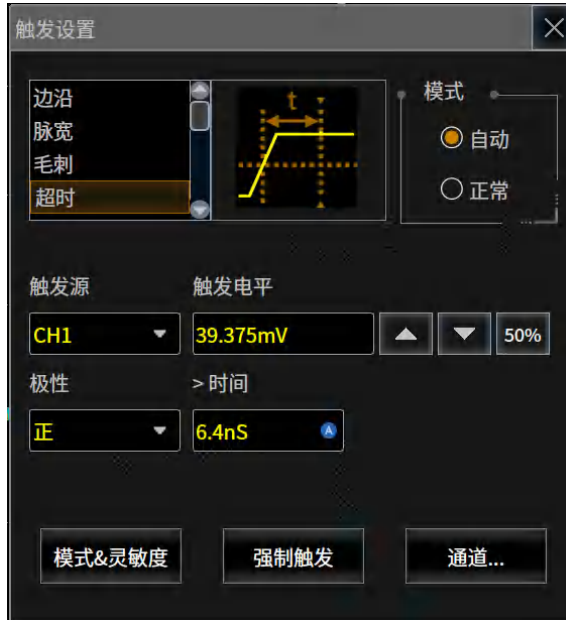 触发设置
边沿
脉宽
毛刺
超时
t
模式
自动
正常
触发源
触发电平
CH1
39.375mV
50%
极性
> 时间
正
6.4nS
A
模式&灵敏度
强制触发
通道...